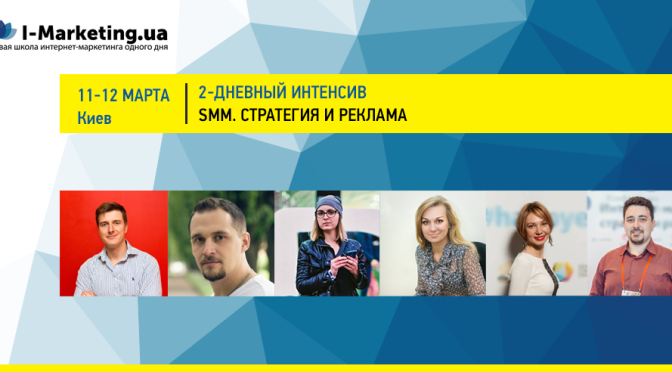 I-Marketing.ua
школа интернет-маркетинга одного дня
11-12 МАРТА
Киев
2-ДНЕВНЫЙ ИНТЕНСИВ
SMM. СТРАТЕГИЯ И РЕКЛАМА